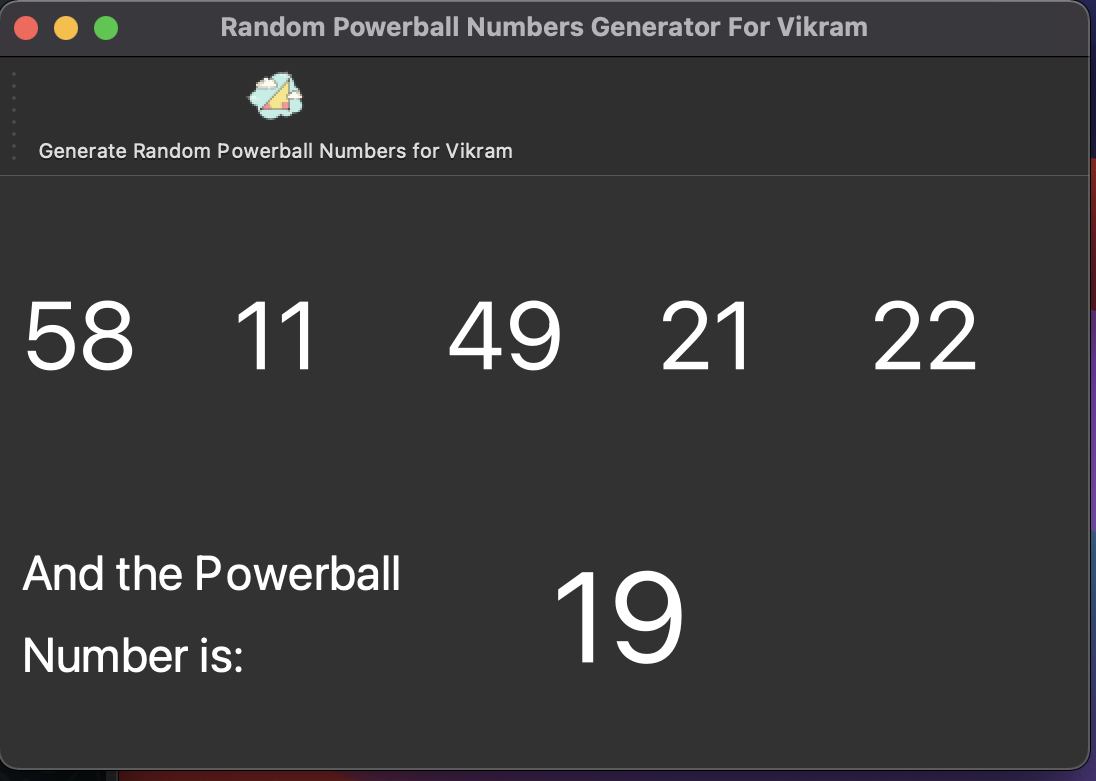 Random Powerball Numbers Generator For Vikram
Generate Random Powerball Numbers for Vikram
58 11 49 21 22
And the Powerball
Number is:
19